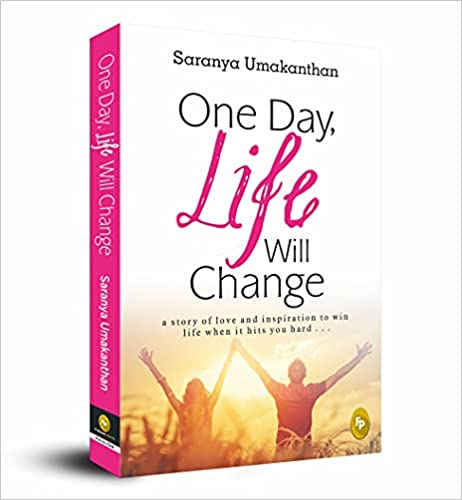 Saranya Umakanthan
One Day,
Life
Will
Change
a story of love and inspiration to win
life when it hits you hard . . .
FP
One Day, Life Will Change
Saranya Umakanthan